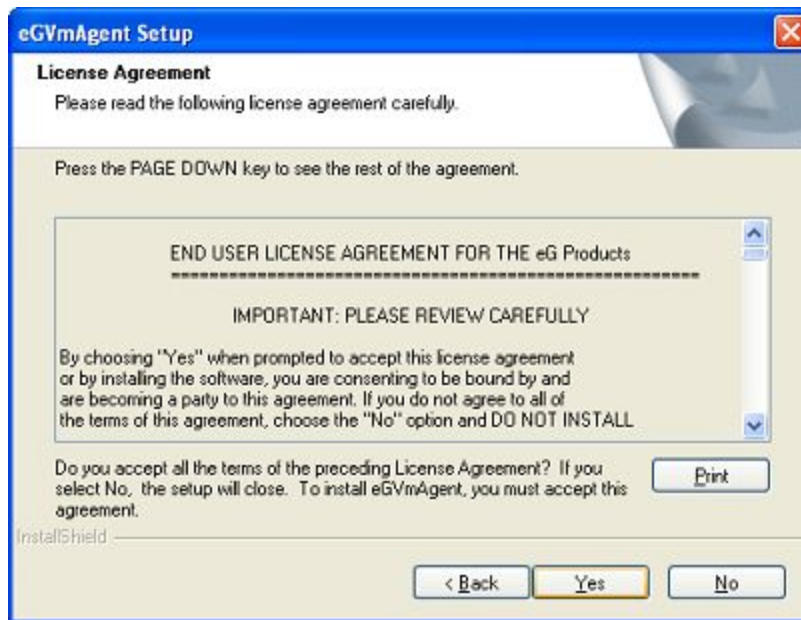 eGVmAgent Setup
License Agreement
Please read the following license agreement carefully.
Press the PAGE DOWN key to see the rest of the agreement.
END USER LICENSE AGREEMENT FOR THE eG Products
==============================================================
IMPORTANT: PLEASE REVIEW CAREFULLY
By choosing "Yes" when prompted to accept this license agreement
or by installing the software, you are consenting to be bound by and
are becoming a party to this agreement. If you do not agree to all of
the terms of this agreement, choose the "No" option and DO NOT INSTALL
Do you accept all the terms of the preceding License Agreement? If you
select No, the setup will close. To install eGVmAgent, you must accept this
agreement.
Print
InstallShield
< Back
Yes
No